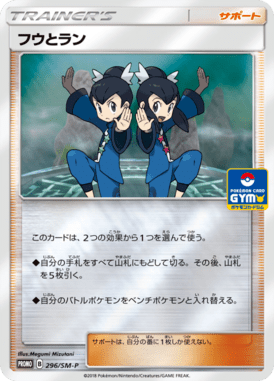 TRAINER'S サポート
フウとラン
POKÉMON CARD
GYM
ポケモンカードジム
このカードは、2つの効果から1つを選んで使う。
◆自分の手札をすべて山札にもどして切る。その後、山札
を5枚引く。
◆自分のバトルポケモンをベンチポケモンと入れ替える。
Illus. Megumi Mizutani
サポートは、自分の番に1枚しか使えない。
PROMO D 296/SM-P
©2018 Pokémon/Nintendo/Creatures/GAME FREAK.